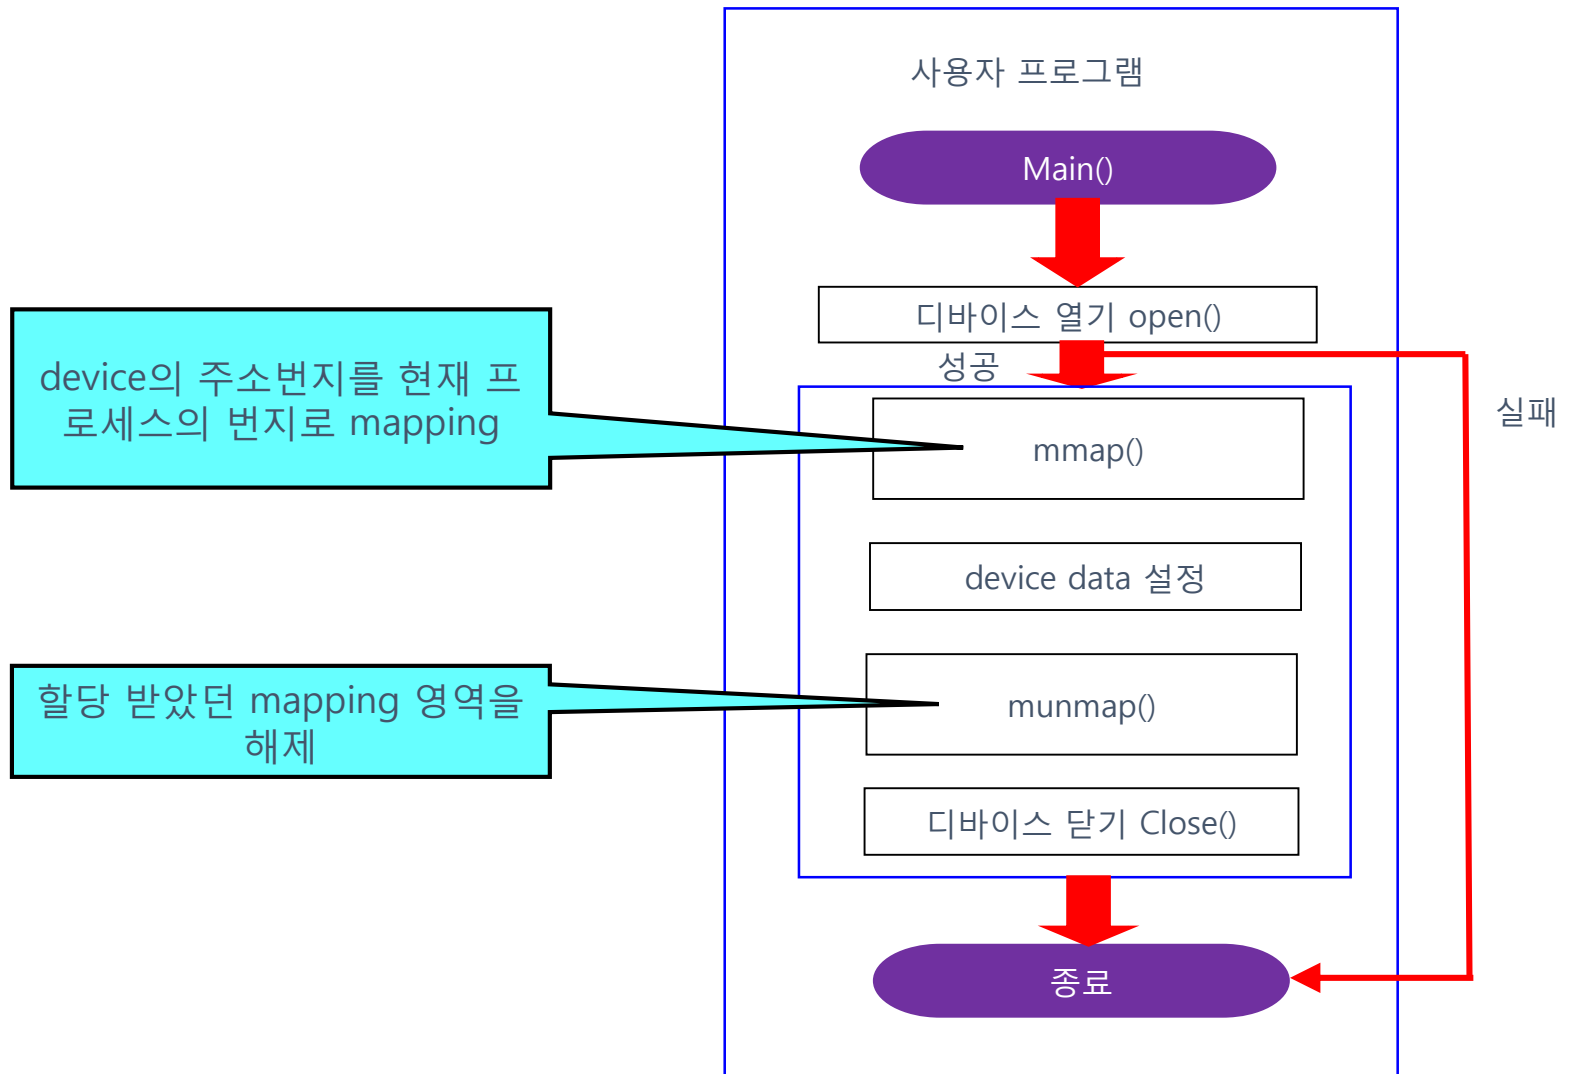 사용자 프로그램
Main()
디바이스 열기 open()
성공
실패
device의 주소번지를 현재 프
로세스의 번지로 mapping
mmap()
device data 설정
할당 받았던 mapping 영역을
해제
munmap()
디바이스 닫기 Close()
종료